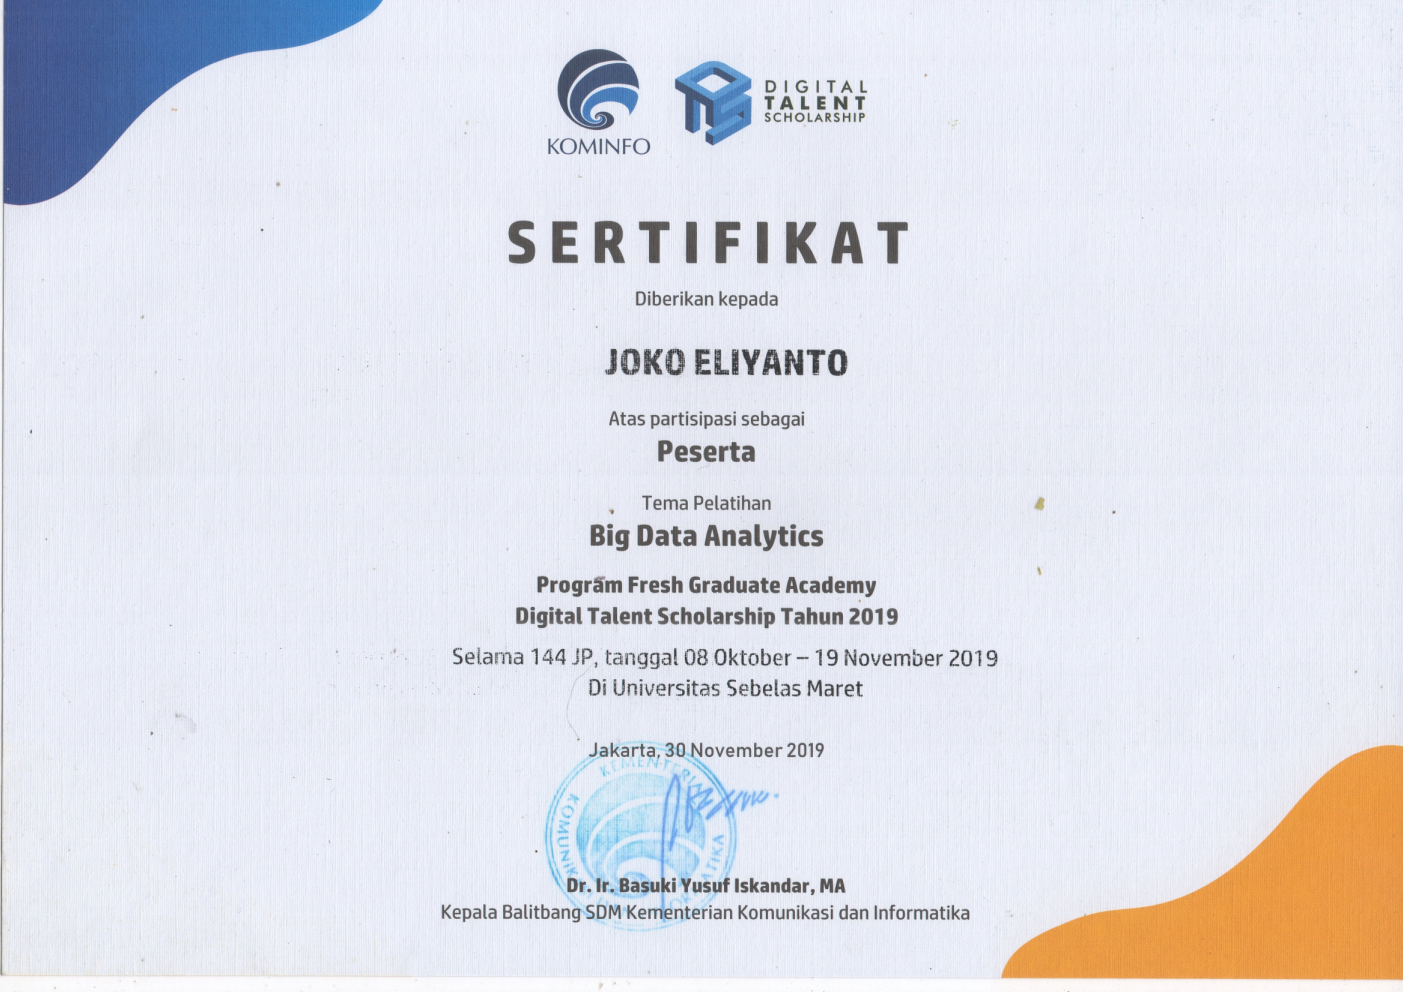 KOMINFO
DIGITAL
TALENT
SCHOLARSHIP
SERTIFIKAT
Diberikan kepada
JOKO ELIYANTO
Atas partisipasi sebagai
Peserta
Tema Pelatihan
Big Data Analytics
Program Fresh Graduate Academy
Digital Talent Scholarship Tahun 2019
Selama 144 JP, tanggal 08 Oktober – 19 November 2019
Di Universitas Sebelas Maret
Jakarta, 30 November 2019
KEMENTERIAN
Dr. Ir. Basuki Yusuf Iskandar, MA
Kepala Balitbang SDM Kementerian Komunikasi dan Informatika